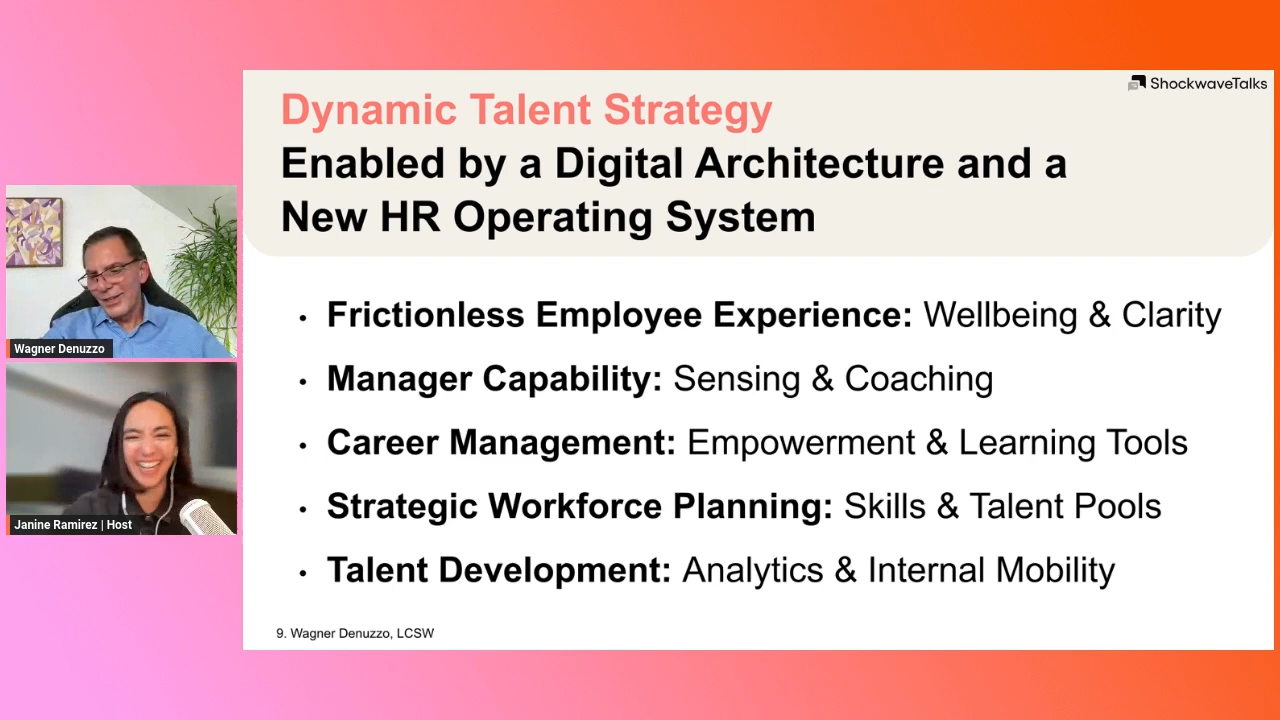 ShockwaveTalks
Dynamic Talent Strategy
Enabled by a Digital Architecture and a
New HR Operating System
• Frictionless Employee Experience: Wellbeing & Clarity
• Manager Capability: Sensing & Coaching
• Career Management: Empowerment & Learning Tools
• Strategic Workforce Planning: Skills & Talent Pools
• Talent Development: Analytics & Internal Mobility
9. Wagner Denuzzo, LCSW
Wagner Denuzzo
Janine Ramirez | Host